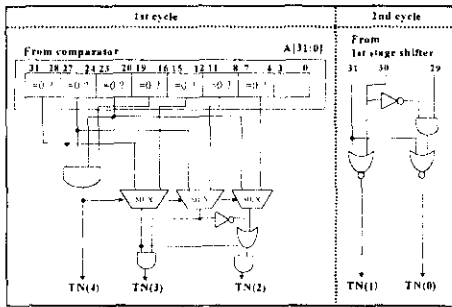 1st cycle
2nd cycle
From comparator
A[31:0]
From
1st stage shifter
31 28 27 24 23 20 19 16 15 12 11 8 7 4 3 0
31 30 29
=0? =0? =0? =0? =0? =0? =0?
MUX MUX MUX
TN(4) TN(3) TN(2) TN(1) TN(0)